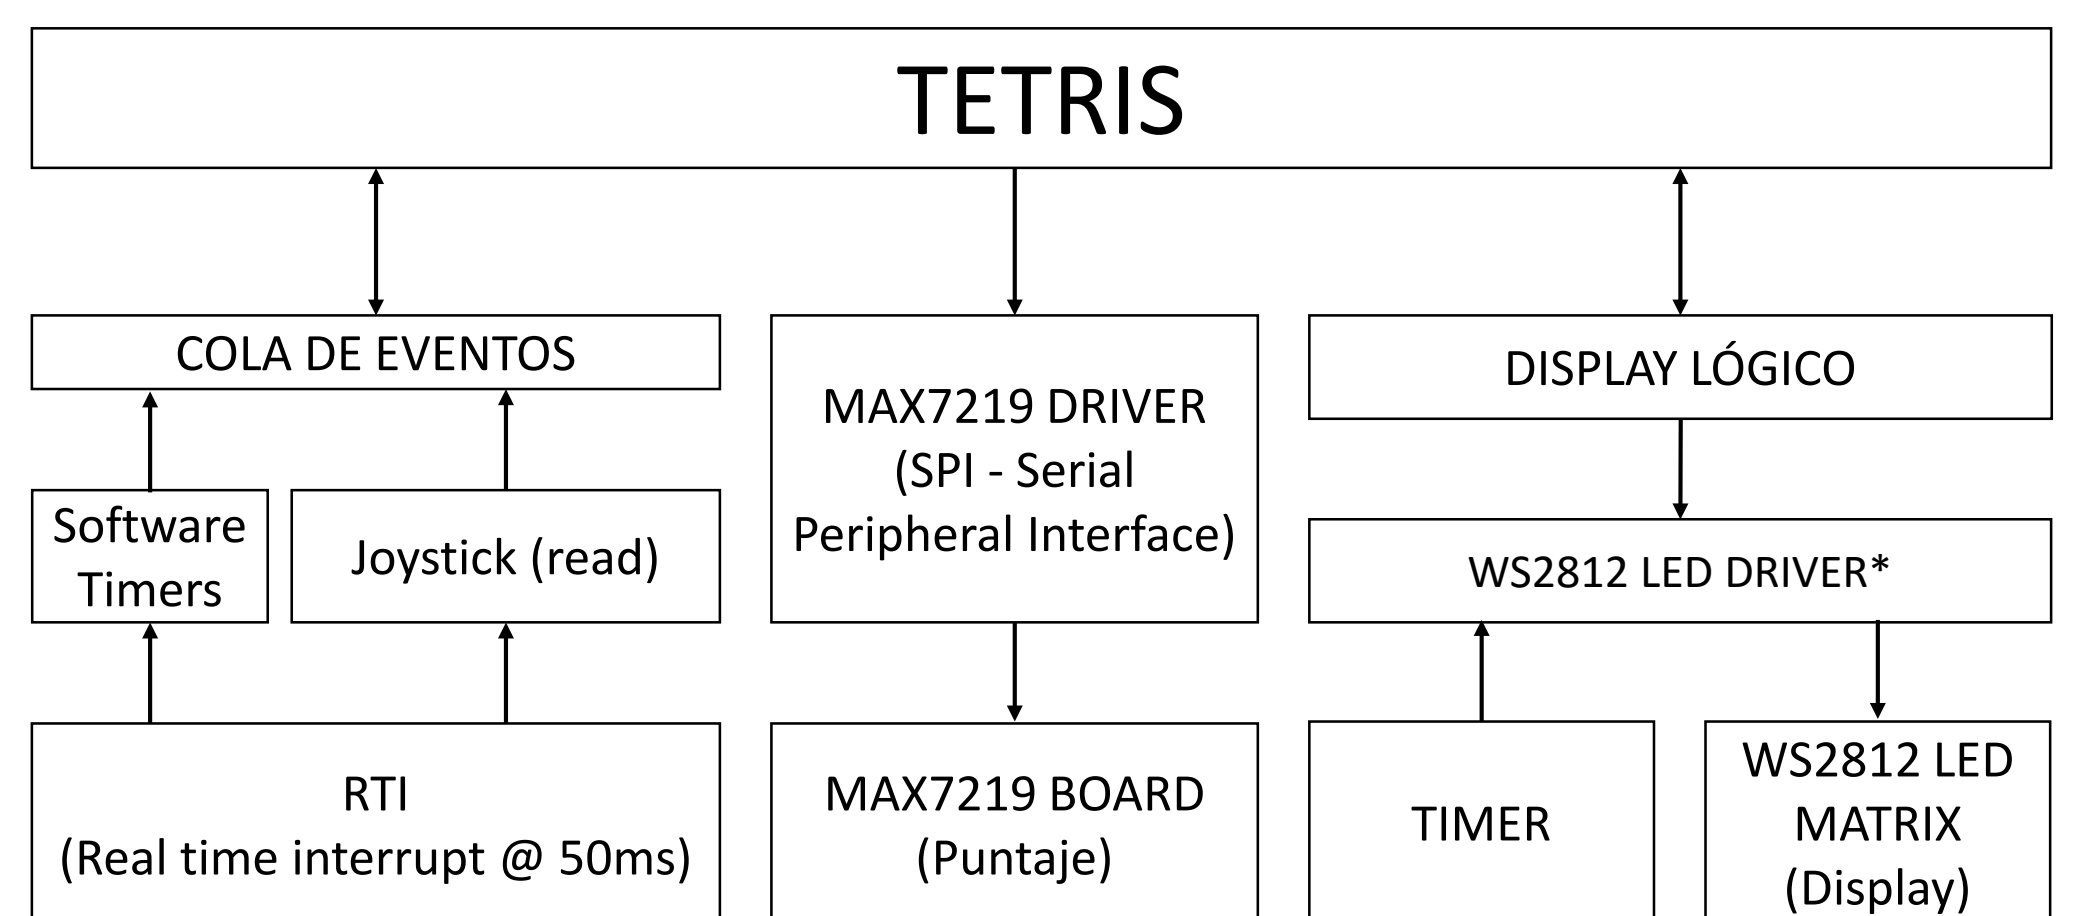 TETRIS
COLA DE EVENTOS
MAX7219 DRIVER
(SPI - Serial
Peripheral Interface)
DISPLAY LÓGICO
Software
Timers
Joystick (read)
WS2812 LED DRIVER*
RTI
(Real time interrupt @ 50ms)
MAX7219 BOARD
(Puntaje)
TIMER
WS2812 LED
MATRIX
(Display)